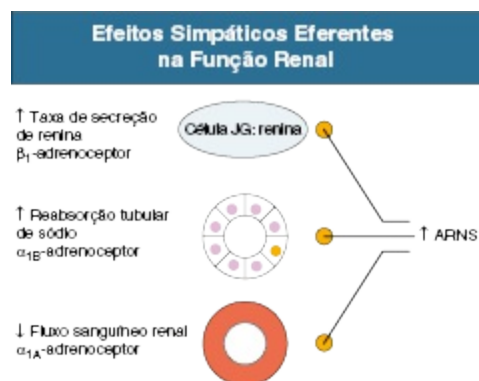 Efeitos Simpáticos Eferentes
na Função Renal
↑ Taxa de secreção
de renina
β₁-adrenoceptor
Célula JG: renina
↑ Reabsorção tubular
de sódio
α₁B-adrenoceptor
↑ ARNS
↓ Fluxo sanguíneo renal
α₁A-adrenoceptor